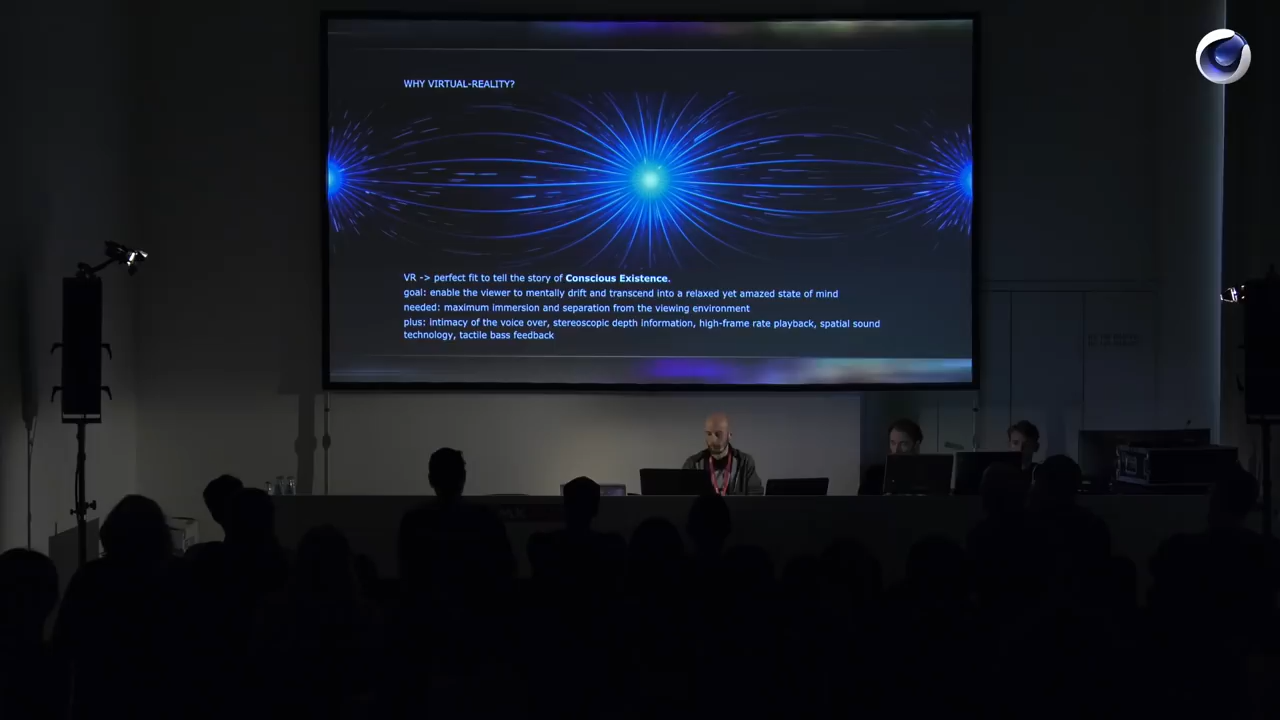 WHY VIRTUAL-REALITY?
VR -> perfect fit to tell the story of Conscious Existence.
goal: enable the viewer to mentally drift and transcend into a relaxed yet amazed state of mind
needed: maximum immersion and separation from the viewing environment
plus: intimacy of the voice over, stereoscopic depth information, high-frame rate playback, spatial sound
technology, tactile bass feedback